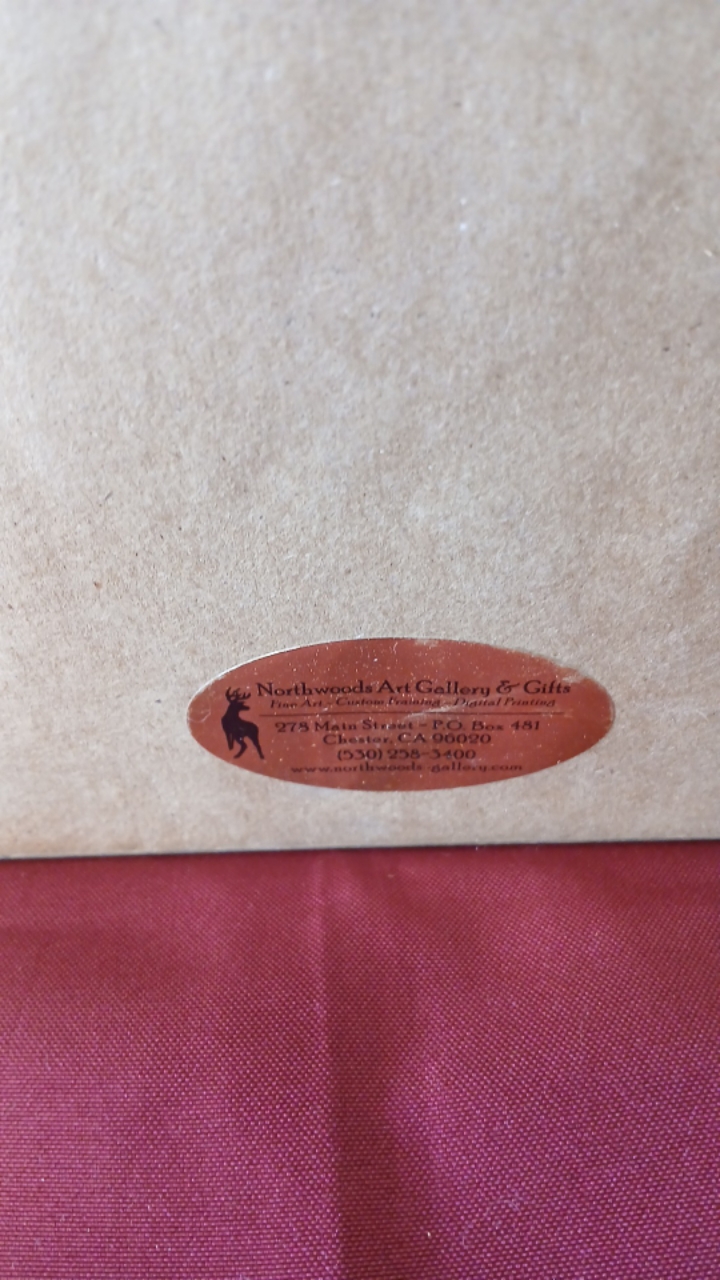 Northwoods Art Gallery & Gifts
Fine Art - Custom Framing - Digital Printing
278 Main Street - P.O. Box 481
Chester, CA 96020
(530) 258-3400
www.northwoods-gallery.com